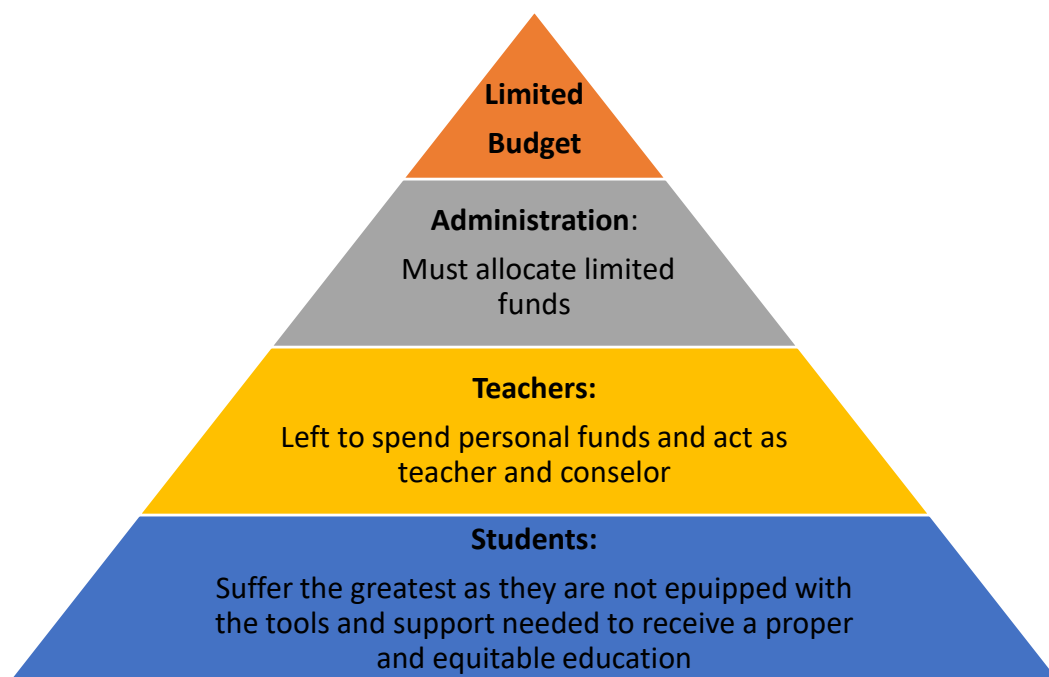 Limited
Budget
Administration:
Must allocate limited
funds
Teachers:
Left to spend personal funds and act as
teacher and conselor
Students:
Suffer the greatest as they are not epuipped with
the tools and support needed to receive a proper
and equitable education